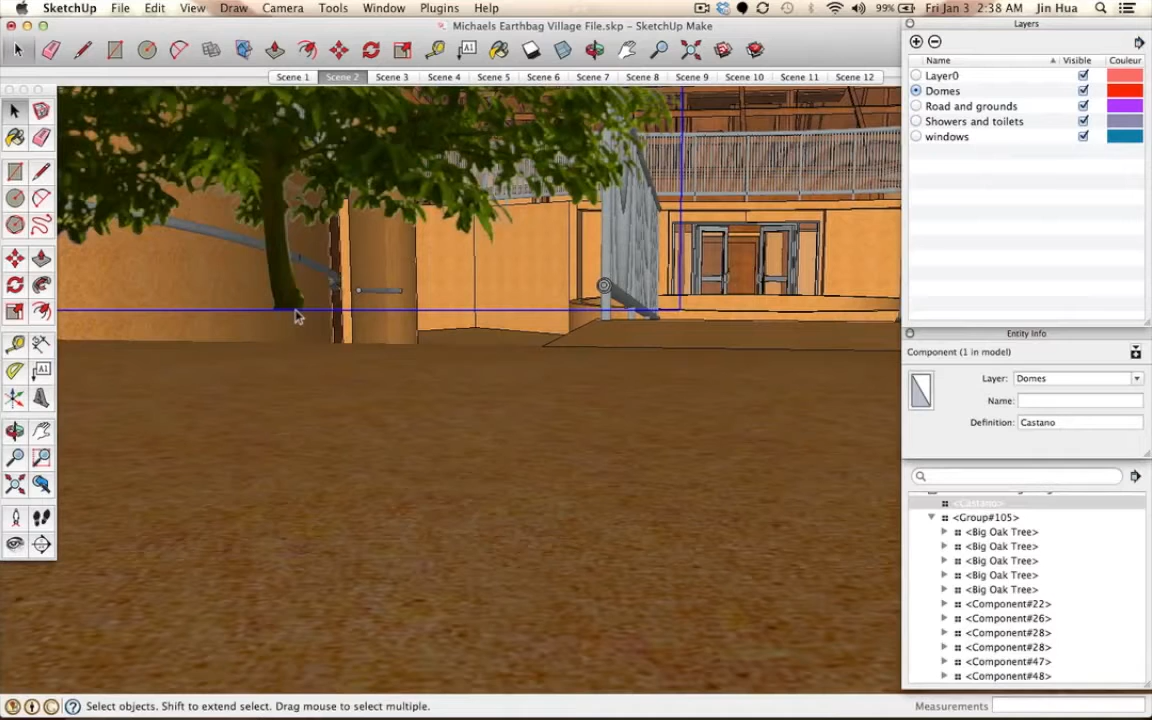 SketchUp File Edit View Draw Camera Tools Window Plugins Help 99% Fri Jan 3 2:38 AM Jin Hua
Michaels Earthbag Village File.skp – SketchUp Make
A1
Scene 1 Scene 2 Scene 3 Scene 4 Scene 5 Scene 6 Scene 7 Scene 8 Scene 9 Scene 10 Scene 11 Scene 12
A1
Layers
Name Visible Colour
Layer0
Domes
Road and grounds
Showers and toilets
windows
Entity Info
Component (1 in model)
Layer: Domes
Name:
Definition: Castano
<Castano>
<Group#105>
<Big Oak Tree>
<Big Oak Tree>
<Big Oak Tree>
<Big Oak Tree>
<Big Oak Tree>
<Component#22>
<Component#26>
<Component#28>
<Component#28>
<Component#47>
<Component#48>
Select objects. Shift to extend select. Drag mouse to select multiple. Measurements